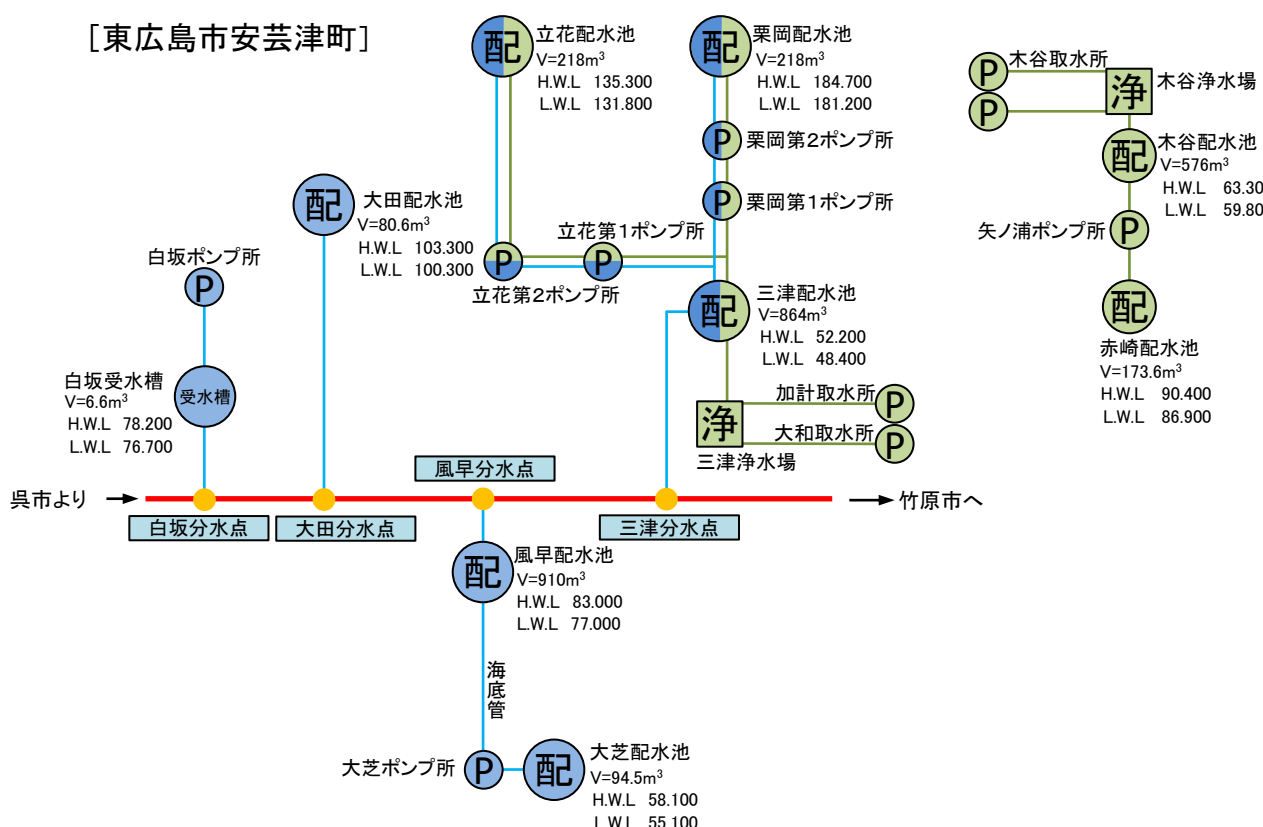 [東広島市安芸津町]
配
立花配水池
V=218m³
H.W.L 135.300
L.W.L 131.800
配
栗岡配水池
V=218m³
H.W.L 184.700
L.W.L 181.200
P
栗岡第2ポンプ所
P
栗岡第1ポンプ所
P
木谷取水所
P
浄
木谷浄水場
配
木谷配水池
V=576m³
H.W.L 63.30
L.W.L 59.80
P
矢ノ浦ポンプ所
配
赤崎配水池
V=173.6m³
H.W.L 90.400
L.W.L 86.900
配
大田配水池
V=80.6m³
H.W.L 103.300
L.W.L 100.300
立花第1ポンプ所
P
P
立花第2ポンプ所
白坂ポンプ所
P
配
三津配水池
V=864m³
H.W.L 52.200
L.W.L 48.400
白坂受水槽
V=6.6m³
H.W.L 78.200
L.W.L 76.700
受水槽
浄
三津浄水場
加計取水所
P
大和取水所
P
風早分水点
呉市より
竹原市へ
白坂分水点
大田分水点
三津分水点
配
風早配水池
V=910m³
H.W.L 83.000
L.W.L 77.000
海底管
大芝ポンプ所
P
配
大芝配水池
V=94.5m³
H.W.L 58.100
L.W.L 55.100